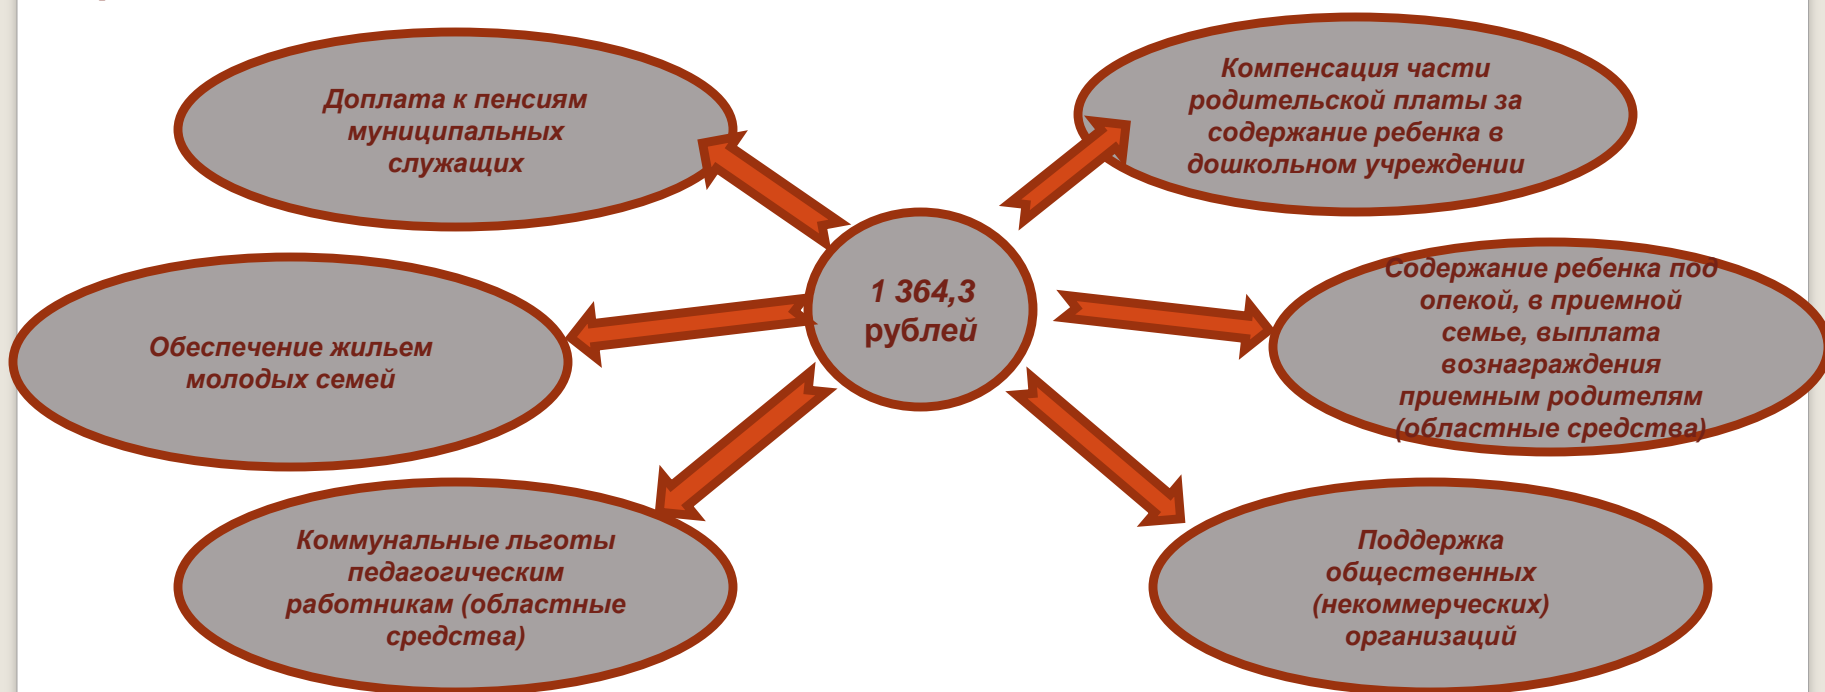 Доплата к пенсиям
муниципальных
служащих
Компенсация части
родительской платы за
содержание ребенка в
дошкольном учреждении
1 364,3
рублей
Обеспечение жильем
молодых семей
Содержание ребенка под
опекой, в приемной
семье, выплата
вознаграждения
приемным родителям
(областные средства)
Коммунальные льготы
педагогическим
работникам (областные
средства)
Поддержка
общественных
(некоммерческих)
организаций